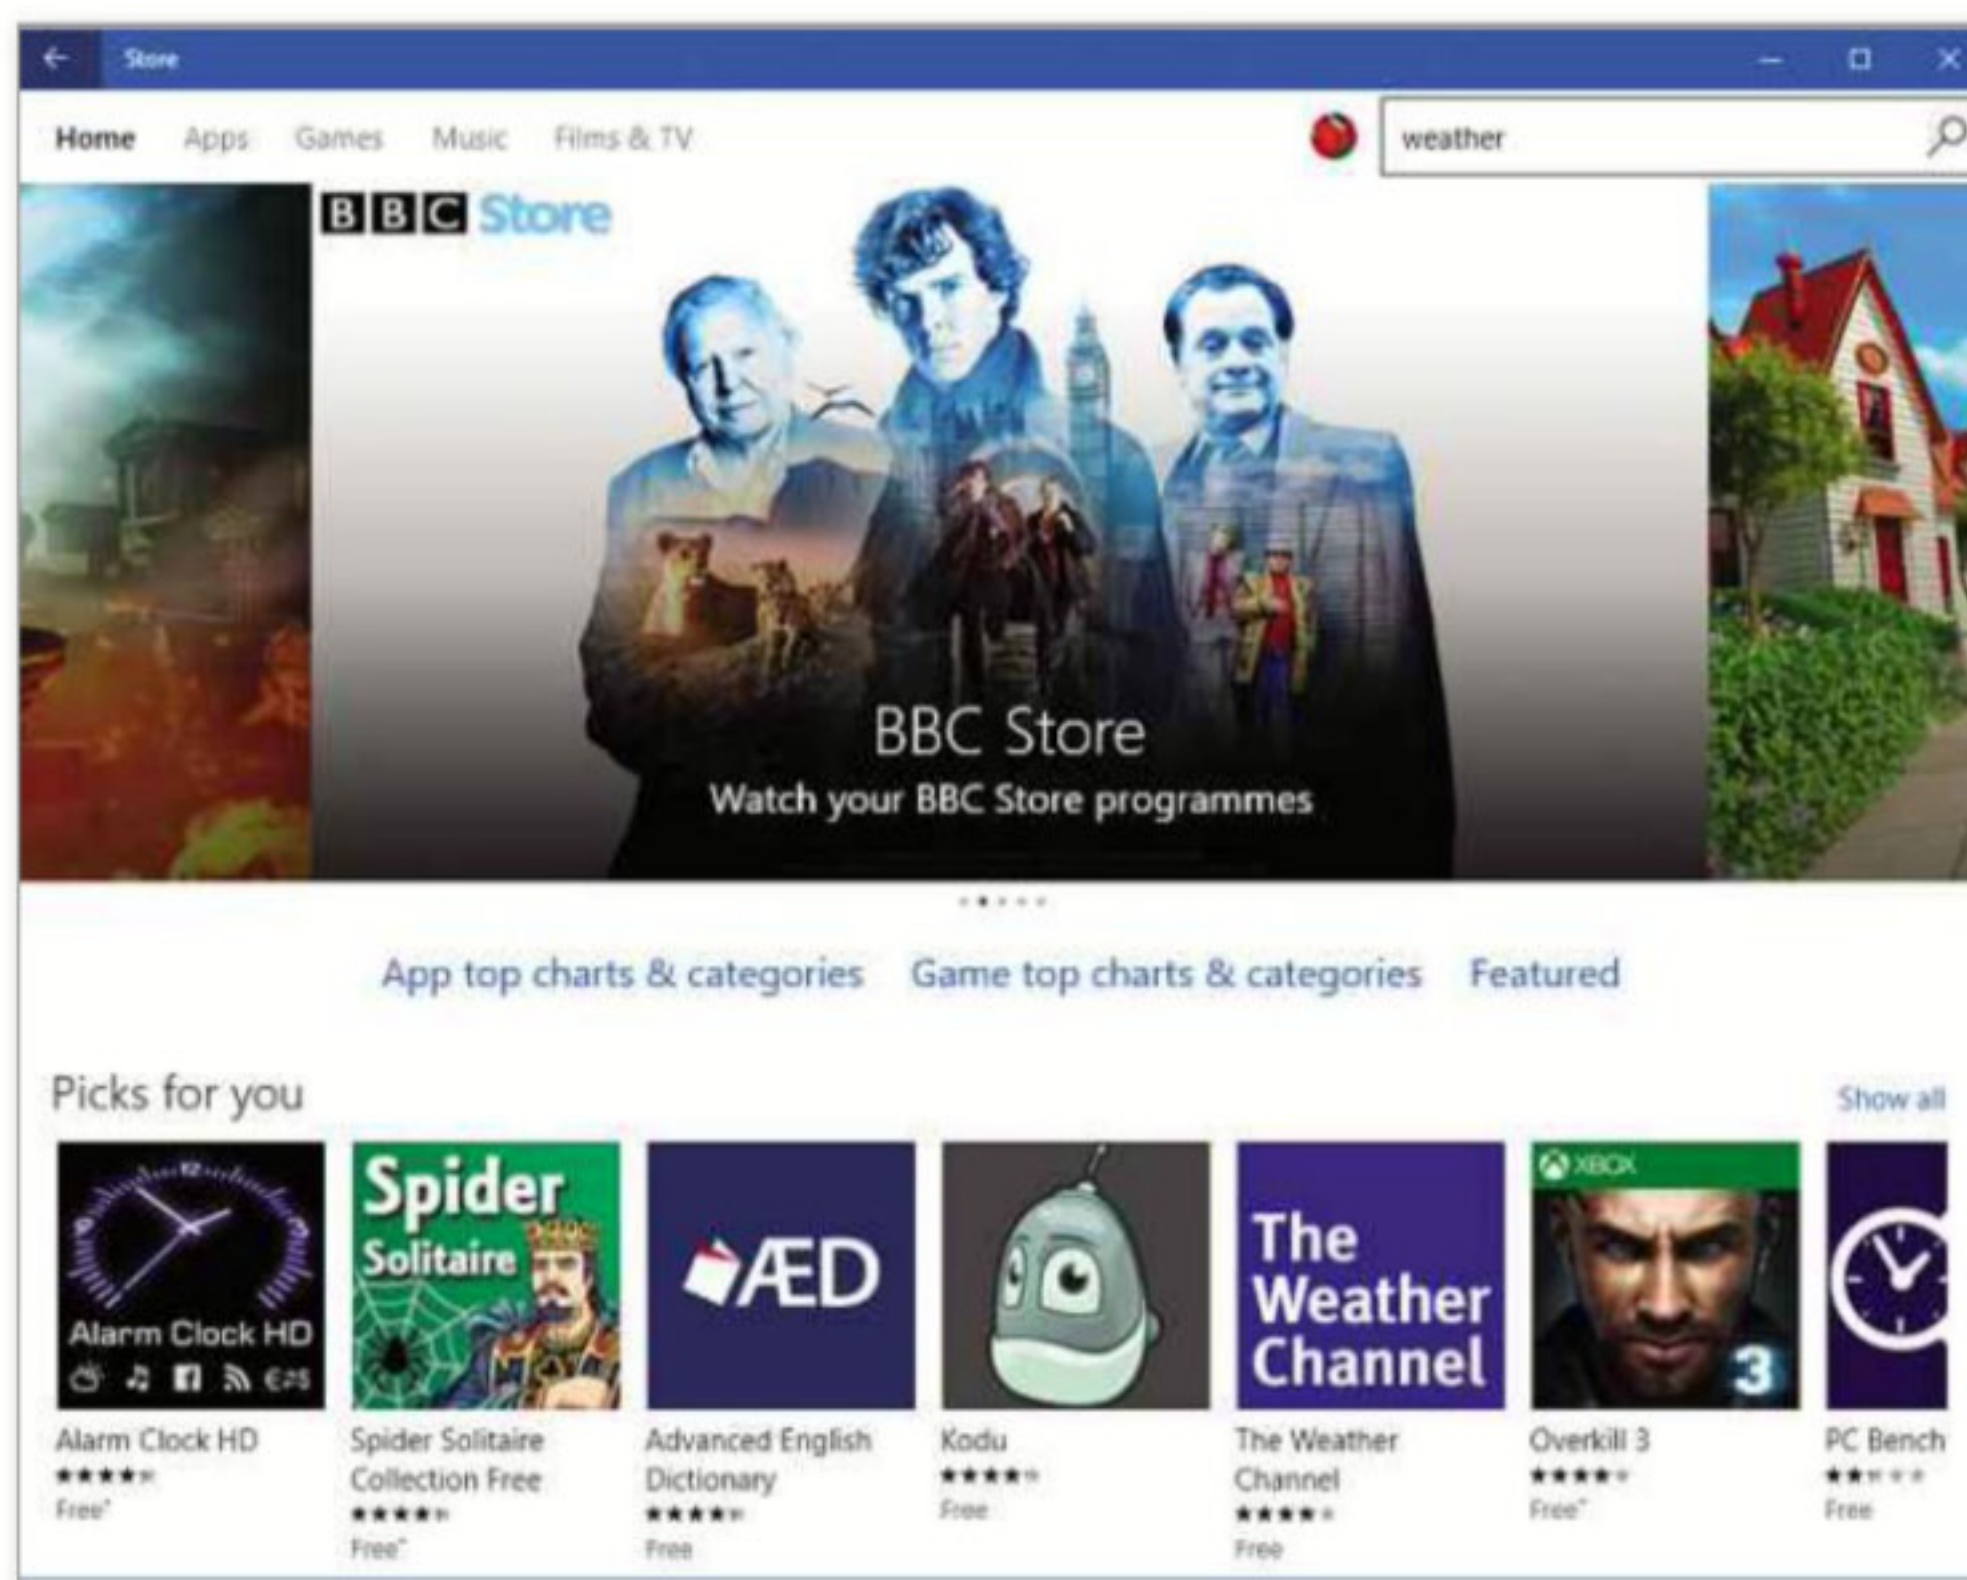 Store
Home Apps Games Music Films & TV
weather
BBC Store
BBC Store
Watch your BBC Store programmes
App top charts & categories Game top charts & categories Featured
Picks for you
Show all
12
Alarm Clock HD
Spider
Solitaire
ÆD
The
Weather
Channel
XBOX
3
Alarm Clock HD
Free*
Spider Solitaire
Collection Free
Free*
Advanced English
Dictionary
Free
Kodu
Free
The Weather
Channel
Free
Overkill 3
Free*
PC Bench
Free